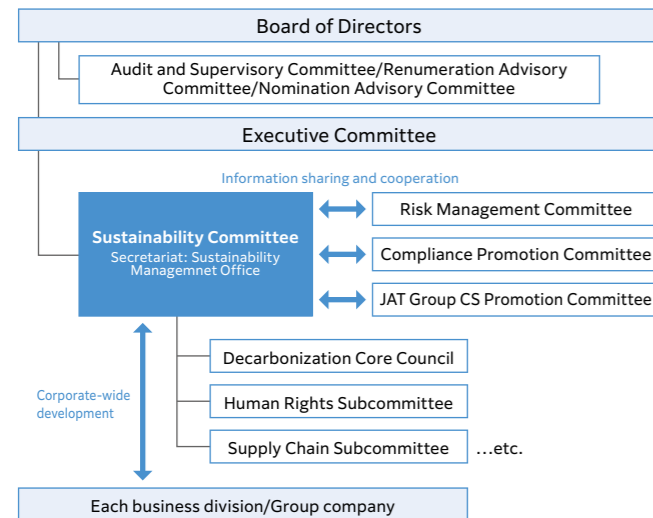 Board of Directors
Audit and Supervisory Committee/Renumeration Advisory
Committee/Nomination Advisory Committee
Executive Committee
Information sharing and cooperation
Sustainability Committee
Secretariat: Sustainability
Managemnet Office
Risk Management Committee
Compliance Promotion Committee
JAT Group CS Promotion Committee
Decarbonization Core Council
Corporate-wide
development
Human Rights Subcommittee
Supply Chain Subcommittee ...etc.
Each business division/Group company